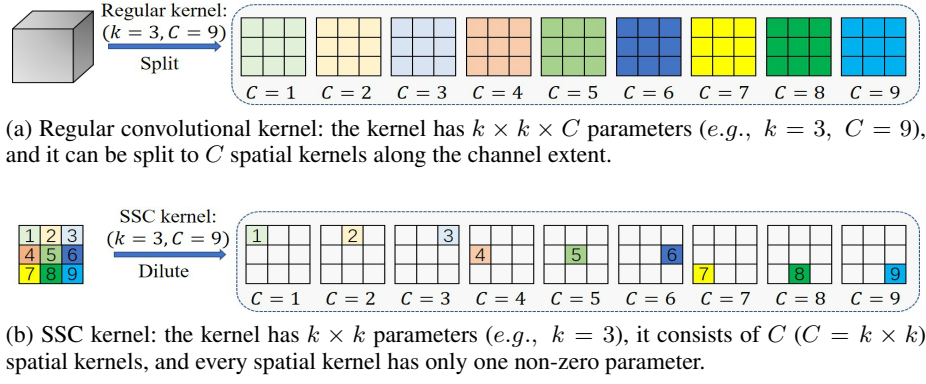 Regular kernel:
(k = 3, C = 9)
Split
C = 1 C = 2 C = 3 C = 4 C = 5 C = 6 C = 7 C = 8 C = 9
(a) Regular convolutional kernel: the kernel has k × k × C parameters (e.g., k = 3, C = 9),
and it can be split to C spatial kernels along the channel extent.
SSC kernel:
(k = 3, C = 9)
Dilute
1 2 3
4 5 6
7 8 9
1 2 3 4 5 6 7 8 9
C = 1 C = 2 C = 3 C = 4 C = 5 C = 6 C = 7 C = 8 C = 9
(b) SSC kernel: the kernel has k × k parameters (e.g., k = 3), it consists of C (C = k × k)
spatial kernels, and every spatial kernel has only one non-zero parameter.